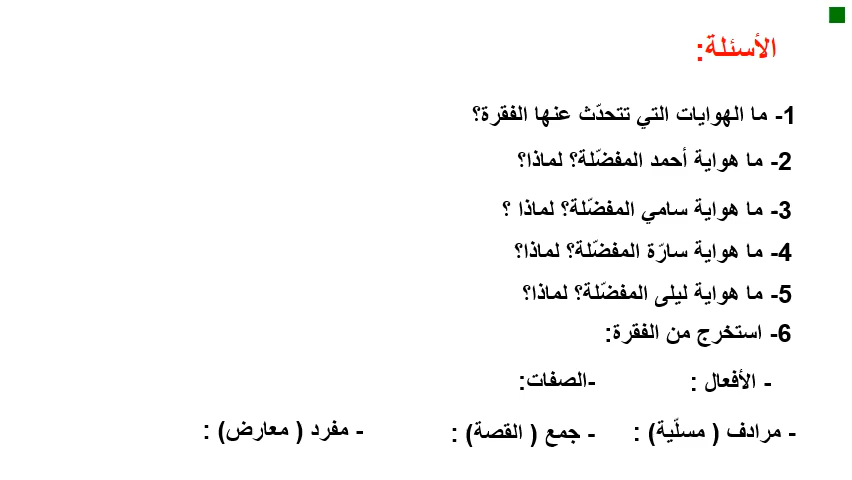 الأسئلة:
1- ما الهوايات التي تتحدّث عنها الفقرة؟
2- ما هواية أحمد المفضّلة؟ لماذا؟
3- ما هواية سامي المفضّلة؟ لماذا ؟
4- ما هواية سارّة المفضّلة؟ لماذا؟
5- ما هواية ليلى المفضّلة؟ لماذا؟
6- استخرج من الفقرة:
- الأفعال : -الصفات:
- مرادف ( مسلّية) : - جمع ( القصة) : - مفرد ( معارض) :